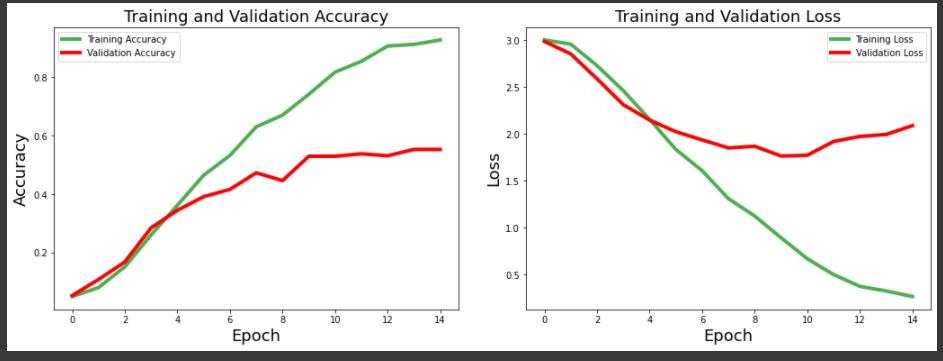 Training and Validation Accuracy
Training Accuracy
Validation Accuracy
0.8
0.6
0.4
0.2
Accuracy
0 2 4 6 8 10 12 14
Epoch
Training and Validation Loss
Training Loss
Validation Loss
3.0
2.5
2.0
1.5
1.0
0.5
Loss
0 2 4 6 8 10 12 14
Epoch